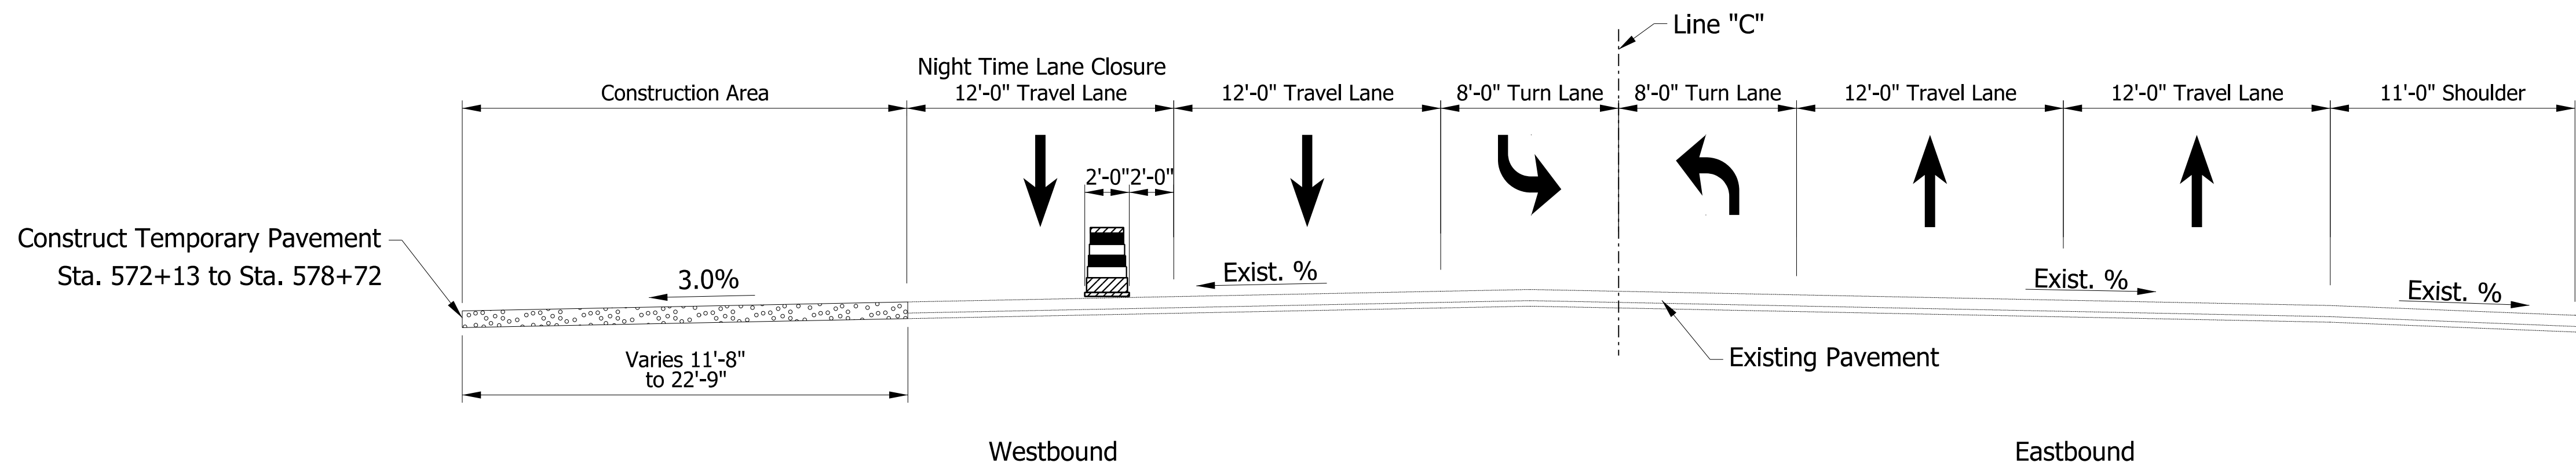 Line "C"
Night Time Lane Closure
Construction Area
12'-0" Travel Lane
12'-0" Travel Lane
8'-0" Turn Lane
8'-0" Turn Lane
12'-0" Travel Lane
12'-0" Travel Lane
11'-0" Shoulder
2'-0"
2'-0"
Construct Temporary Pavement
Sta. 572+13 to Sta. 578+72
3.0%
Exist. %
Exist. %
Exist. %
Varies 11'-8"
to 22'-9"
Existing Pavement
Westbound
Eastbound